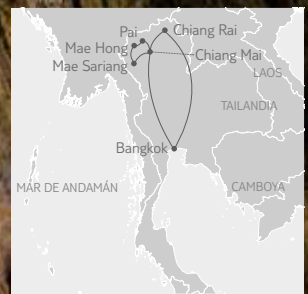 Pai
Chiang Rai
Mae Hong
Chiang Mai
Mae Sariang
LAOS
TAILANDIA
Bangkok
MAR DE ANDAMÁN
CAMBOYA